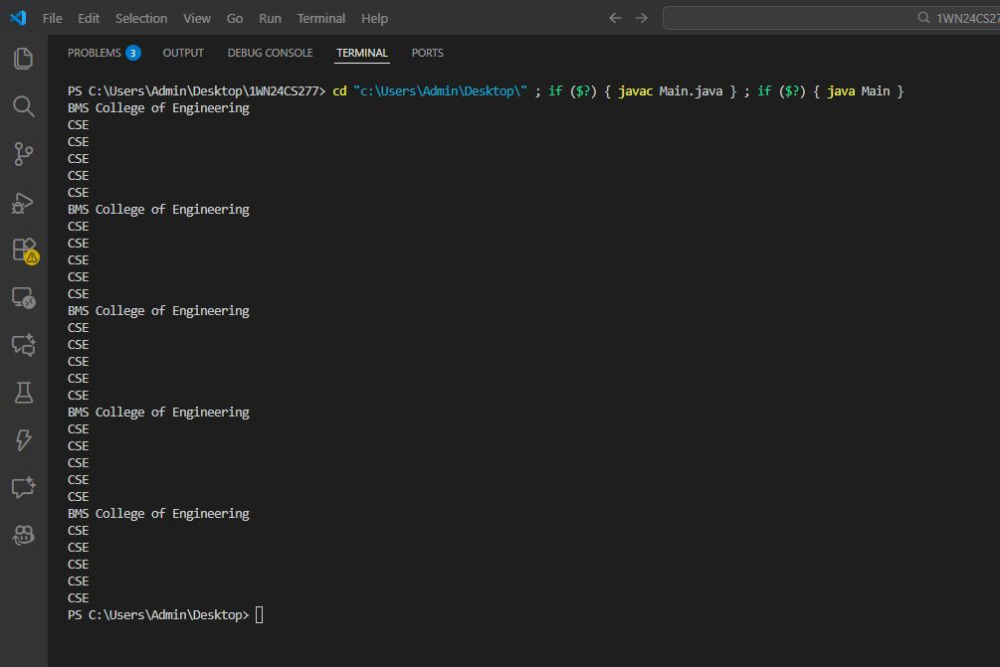 File Edit Selection View Go Run Terminal Help 1WN24CS27
PROBLEMS 3 OUTPUT DEBUG CONSOLE TERMINAL PORTS
PS C:\Users\Admin\Desktop\1WN24CS277> cd "c:\Users\Admin\Desktop\" ; if ($?) { javac Main.java } ; if ($?) { java Main }
BMS College of Engineering
CSE
CSE
CSE
CSE
CSE
BMS College of Engineering
CSE
CSE
CSE
CSE
CSE
BMS College of Engineering
CSE
CSE
CSE
CSE
CSE
BMS College of Engineering
CSE
CSE
CSE
CSE
CSE
BMS College of Engineering
CSE
CSE
CSE
CSE
CSE
PS C:\Users\Admin\Desktop>